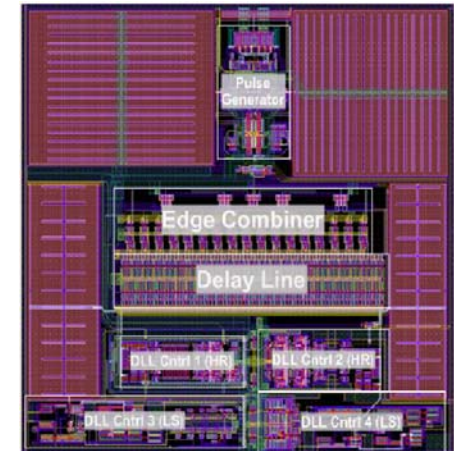 Pulse
Generator
Edge Combiner
Delay Line
DLL Cntrl 1 (HR)
DLL Cntrl 2 (HR)
DLL Cntrl 3 (LS)
DLL Cntrl 4 (LS)